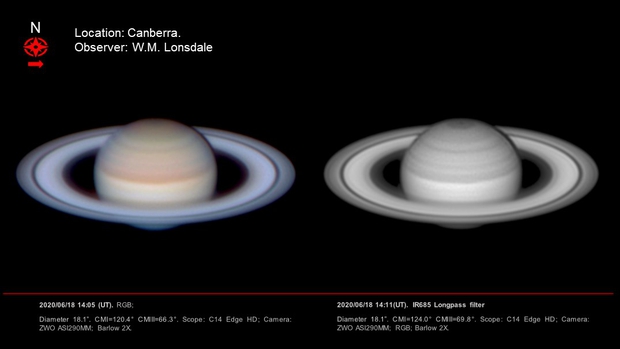 N
Location: Canberra.
Observer: W.M. Lonsdale
2020/06/18 14:05 (UT). RGB;
Diameter 18.1". CMI=120.4° CMIII=66.3°. Scope: C14 Edge HD; Camera:
ZWO ASI290MM; Barlow 2X.
2020/06/18 14:11(UT). IR685 Longpass filter
Diameter 18.1". CMI=124.0° CMIII=69.8°. Scope: C14 Edge HD; Camera:
ZWO ASI290MM; RGB; Barlow 2X.